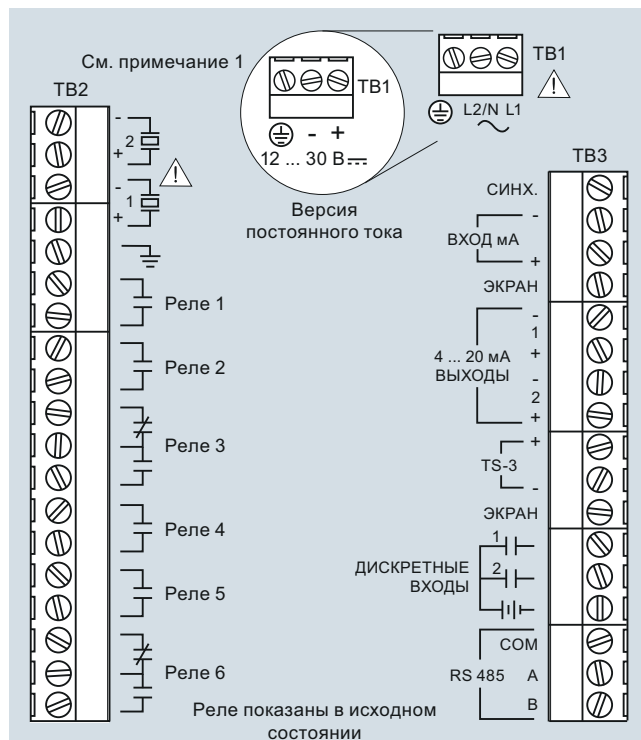 См. примечание 1
TB2
-
2
+
-
1
+
Реле 1
Реле 2
Реле 3
Реле 4
Реле 5
Реле 6
TB1
- +
12 ... 30 В
Версия
постоянного тока
TB1
L2/N L1
TB3
СИНХ.
-
ВХОД мА
+
ЭКРАН
-
1
4 ... 20 мА +
ВЫХОДЫ -
2
+
+
TS-3
-
ЭКРАН
1
ДИСКРЕТНЫЕ 2
ВХОДЫ
COM
RS 485 A
B
Реле показаны в исходном
состоянии